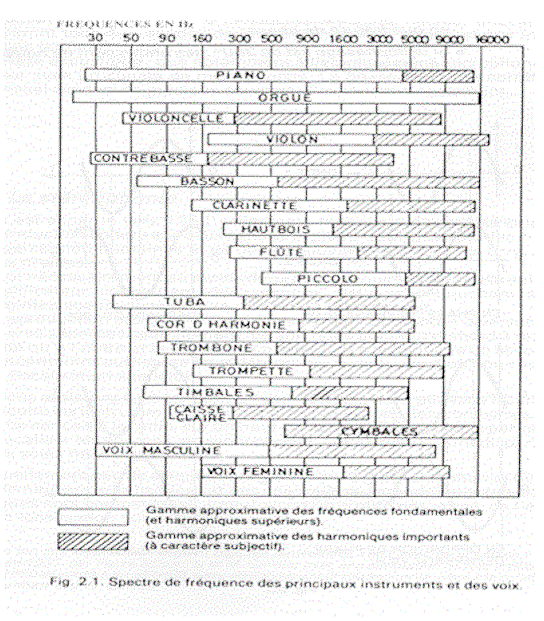 FREQUENCES EN Hz
30 50 90 160 300 500 900 1600 3000 5000 9000 16000
PIANO
ORGUE
VIOLONCELLE
VIOLON
CONTREBASSE
BASSON
CLARINETTE
HAUTBOIS
FLÛTE
PICCOLO
TUBA
COR D HARMONIE
TROMBONE
TROMPETTE
TIMBALES
CAISSE
CLAIRE
CYMBALES
VOIX MASCULINE
VOIX FEMININE
Gamme approximative des fréquences fondamentales
(et harmoniques supérieurs).
Gamme approximative des harmoniques importants
(à caractère subjectif).
Fig. 2.1. Spectre de fréquence des principaux instruments et des voix.